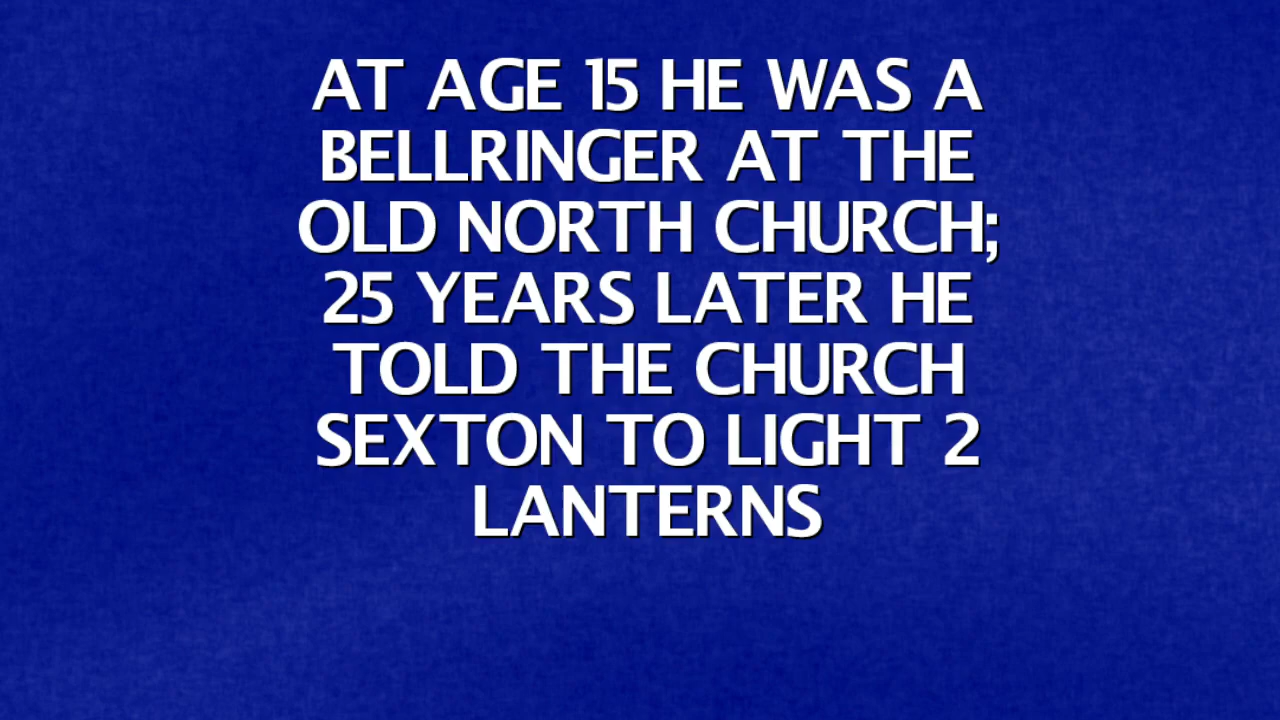 AT AGE 15 HE WAS A
BELLRINGER AT THE
OLD NORTH CHURCH;
25 YEARS LATER HE
TOLD THE CHURCH
SEXTON TO LIGHT 2
LANTERNS